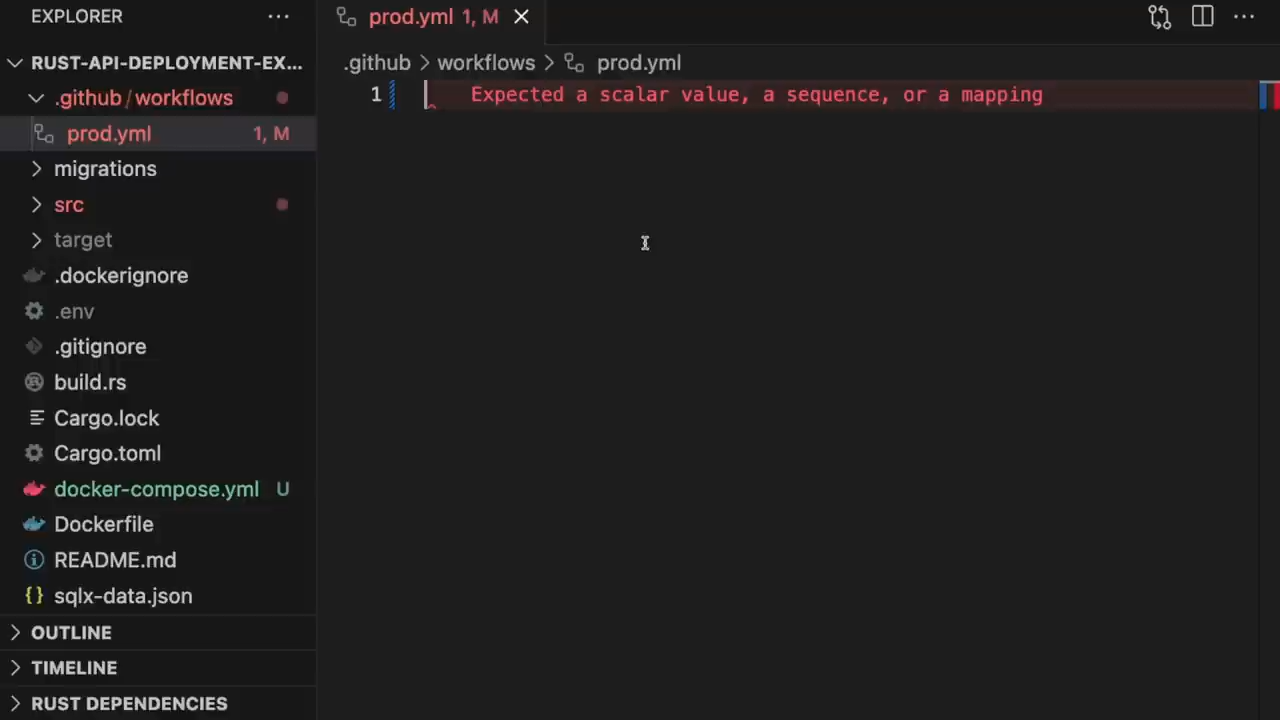 EXPLORER
RUST-API-DEPLOYMENT-EX...
.github/workflows
prod.yml 1, M
migrations
src
target
.dockerignore
.env
.gitignore
build.rs
Cargo.lock
Cargo.toml
docker-compose.yml U
Dockerfile
README.md
sqlx-data.json
OUTLINE
TIMELINE
RUST DEPENDENCIES
prod.yml 1, M
.github > workflows > prod.yml
1 Expected a scalar value, a sequence, or a mapping